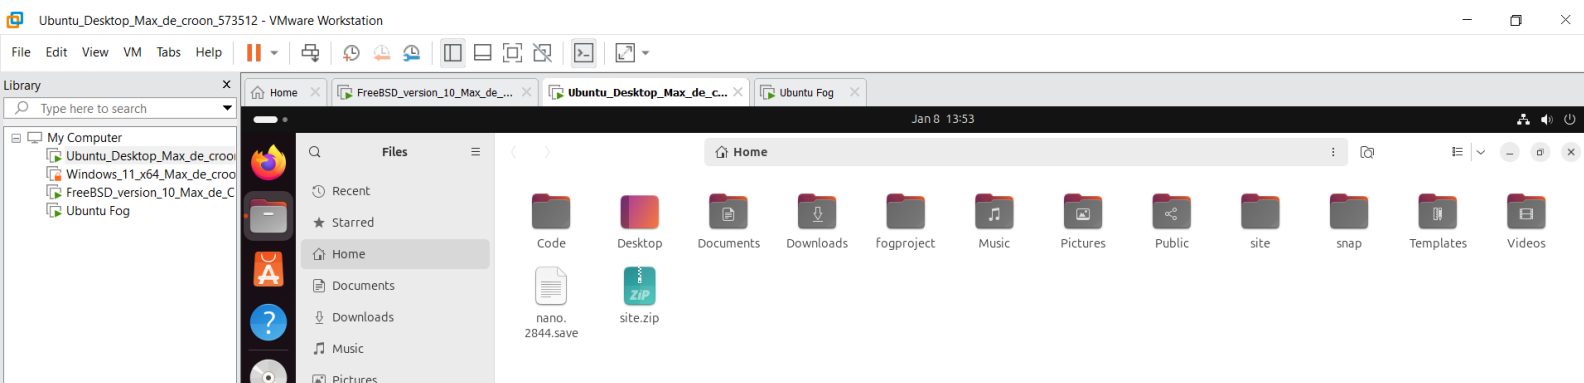 Ubuntu_Desktop_Max_de_croon_573512 - VMware Workstation
File Edit View VM Tabs Help
Library
Type here to search
My Computer
Ubuntu_Desktop_Max_de_croon
Windows_11_x64_Max_de_croo
FreeBSD_version_10_Max_de_C
Ubuntu Fog
Home
FreeBSD_version_10_Max_de_...
Ubuntu_Desktop_Max_de_c...
Ubuntu Fog
Jan 8 13:53
Files
Home
Recent
Starred
Home
Documents
Downloads
Music
Pictures
Code
Desktop
Documents
Downloads
fogproject
Music
Pictures
Public
site
snap
Templates
Videos
nano.
2844.save
ZiP
site.zip